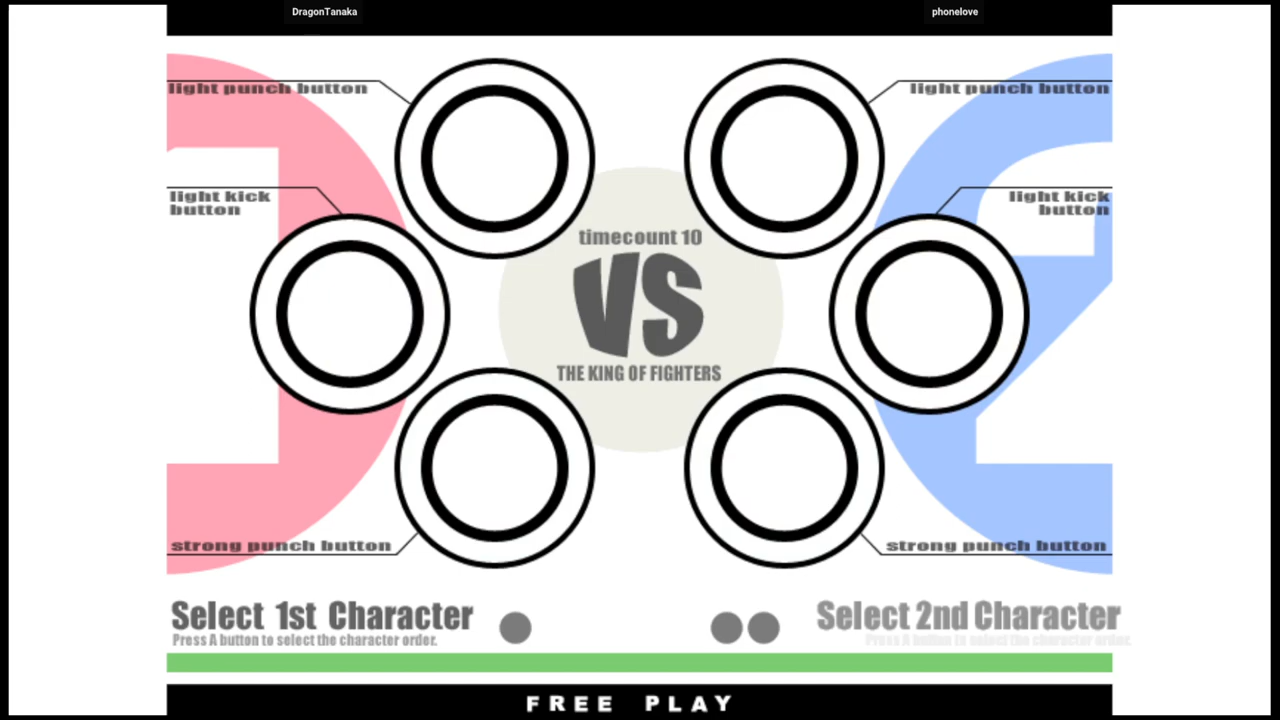 DragonTanaka
phonelove
light punch button
light punch button
light kick
button
light kick
button
timecount 10
VS
THE KING OF FIGHTERS
strong punch button
strong punch button
Select 1st Character
Press A button to select the character order.
Select 2nd Character
Press A button to select the character order.
FREE PLAY